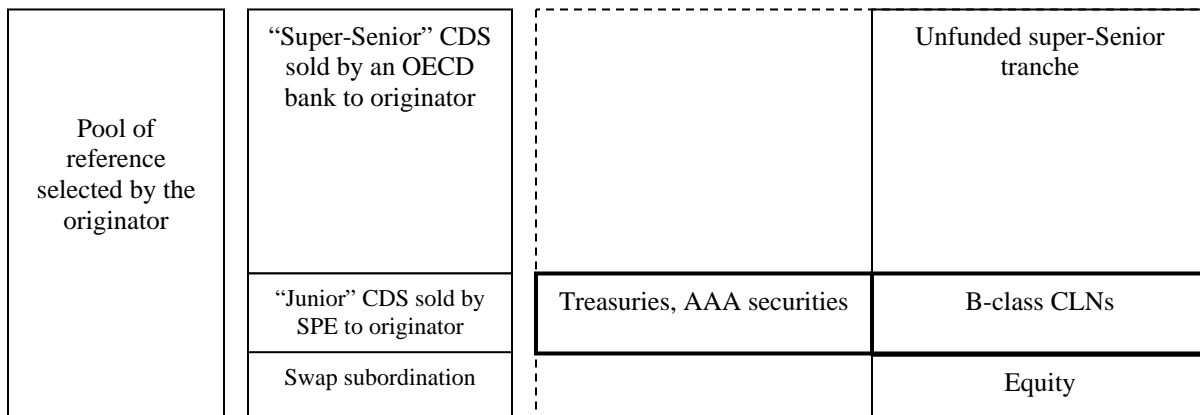 Pool of
reference
selected by the
originator
“Super-Senior” CDS
sold by an OECD
bank to originator
“Junior” CDS sold by
SPE to originator
Swap subordination
Treasuries, AAA securities
Unfunded super-Senior
tranche
B-class CLNs
Equity